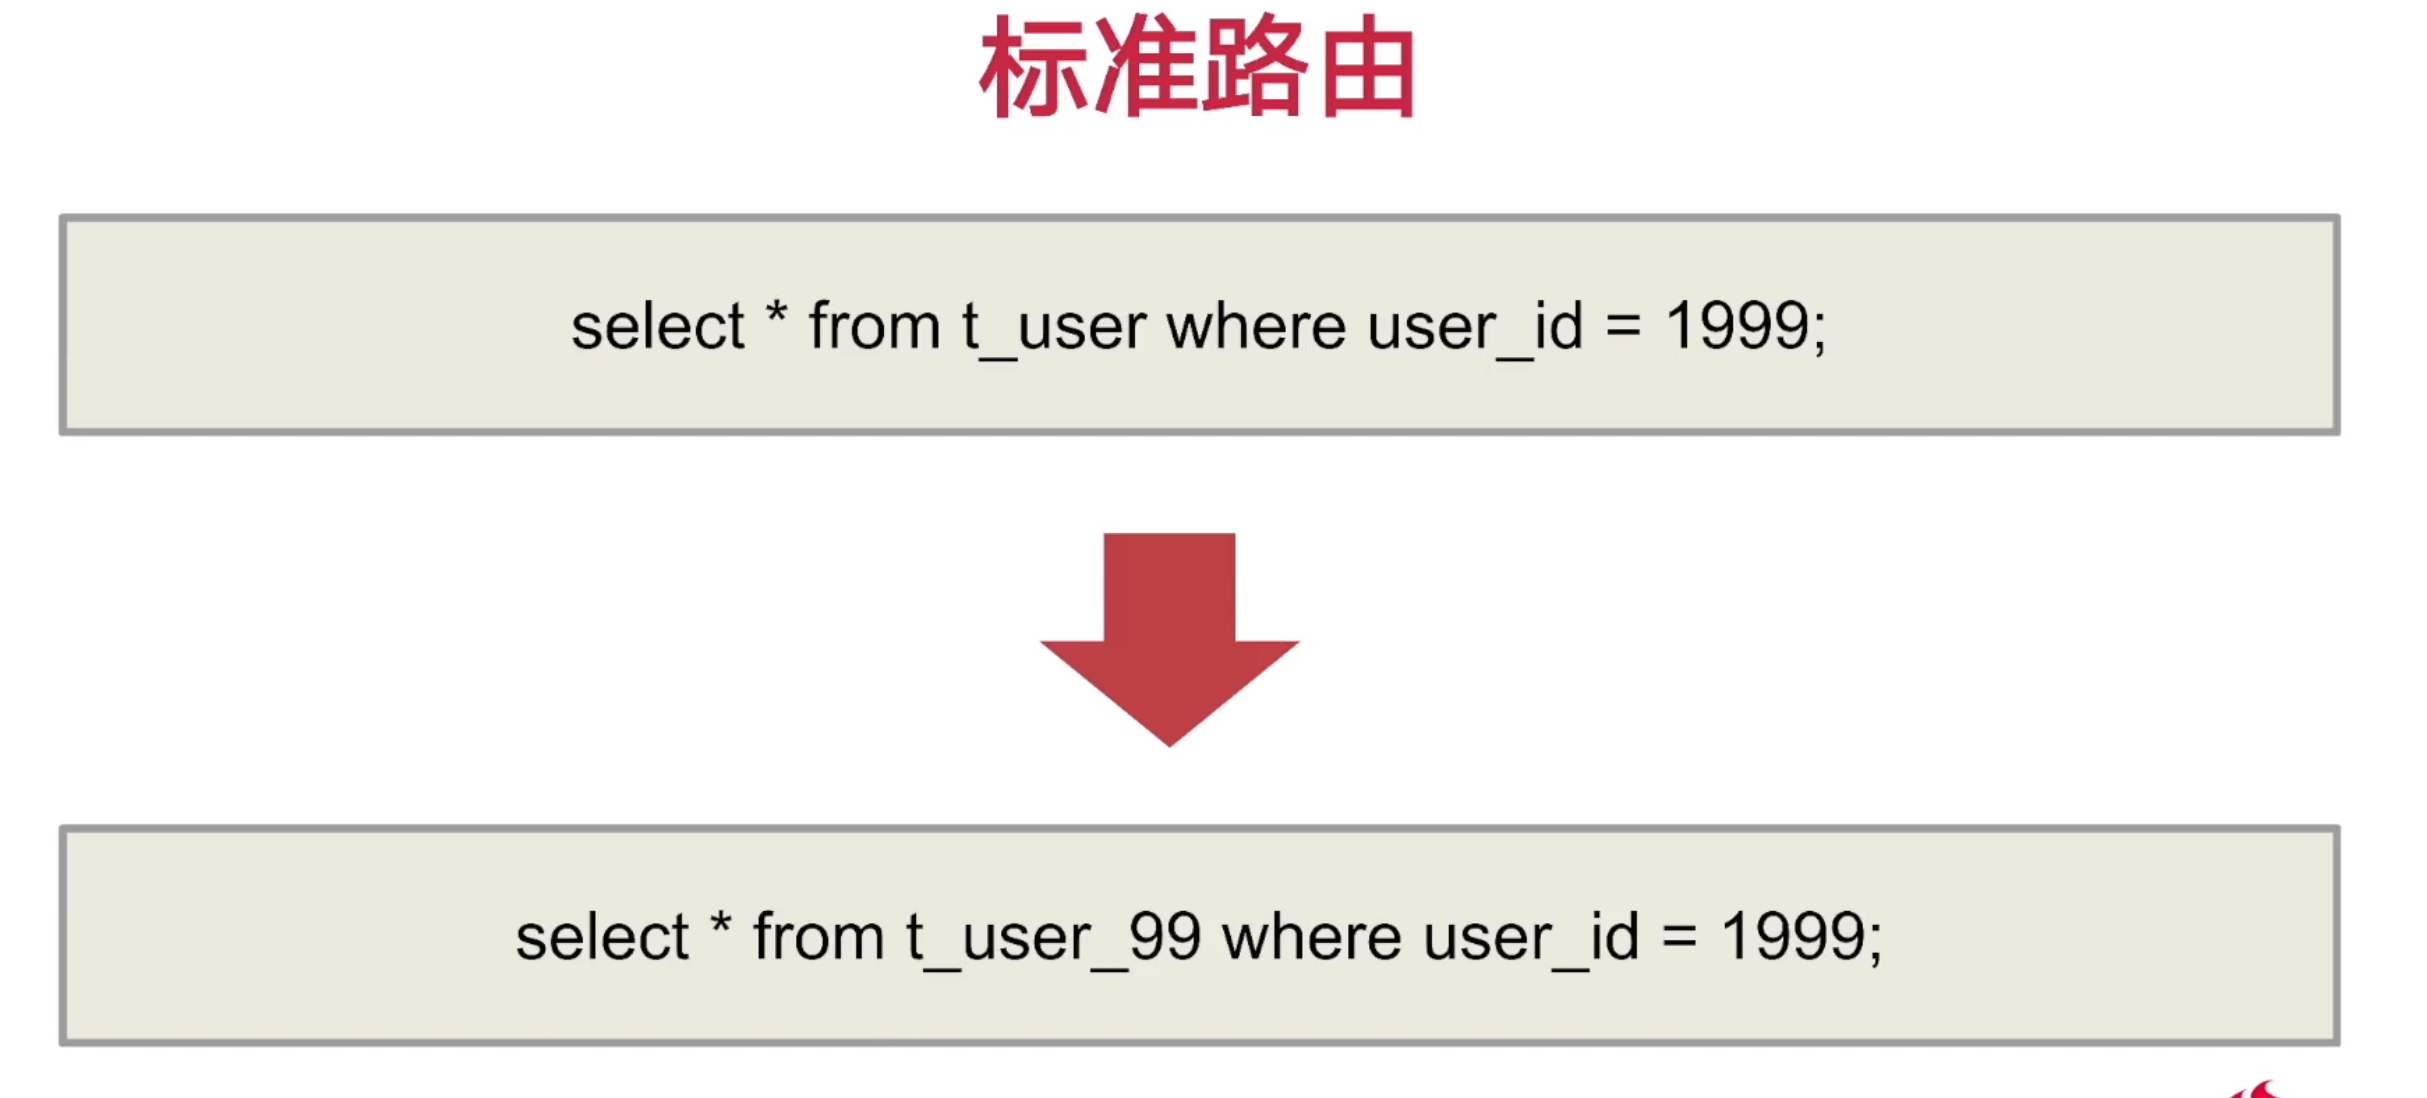 标准路由
select * from t_user where user_id = 1999;
select * from t_user_99 where user_id = 1999;